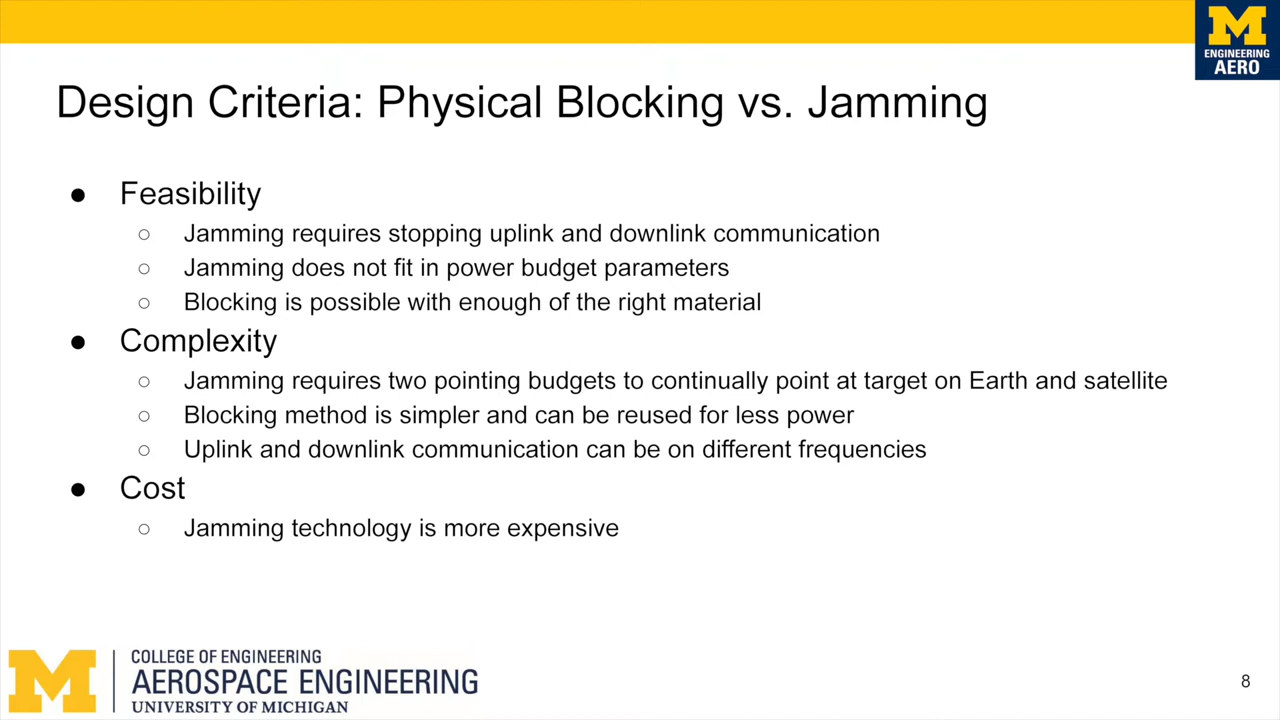 M
ENGINEERING
AERO
Design Criteria: Physical Blocking vs. Jamming
● Feasibility
○ Jamming requires stopping uplink and downlink communication
○ Jamming does not fit in power budget parameters
○ Blocking is possible with enough of the right material
● Complexity
○ Jamming requires two pointing budgets to continually point at target on Earth and satellite
○ Blocking method is simpler and can be reused for less power
○ Uplink and downlink communication can be on different frequencies
● Cost
○ Jamming technology is more expensive
M
COLLEGE OF ENGINEERING
AEROSPACE ENGINEERING
UNIVERSITY OF MICHIGAN
8